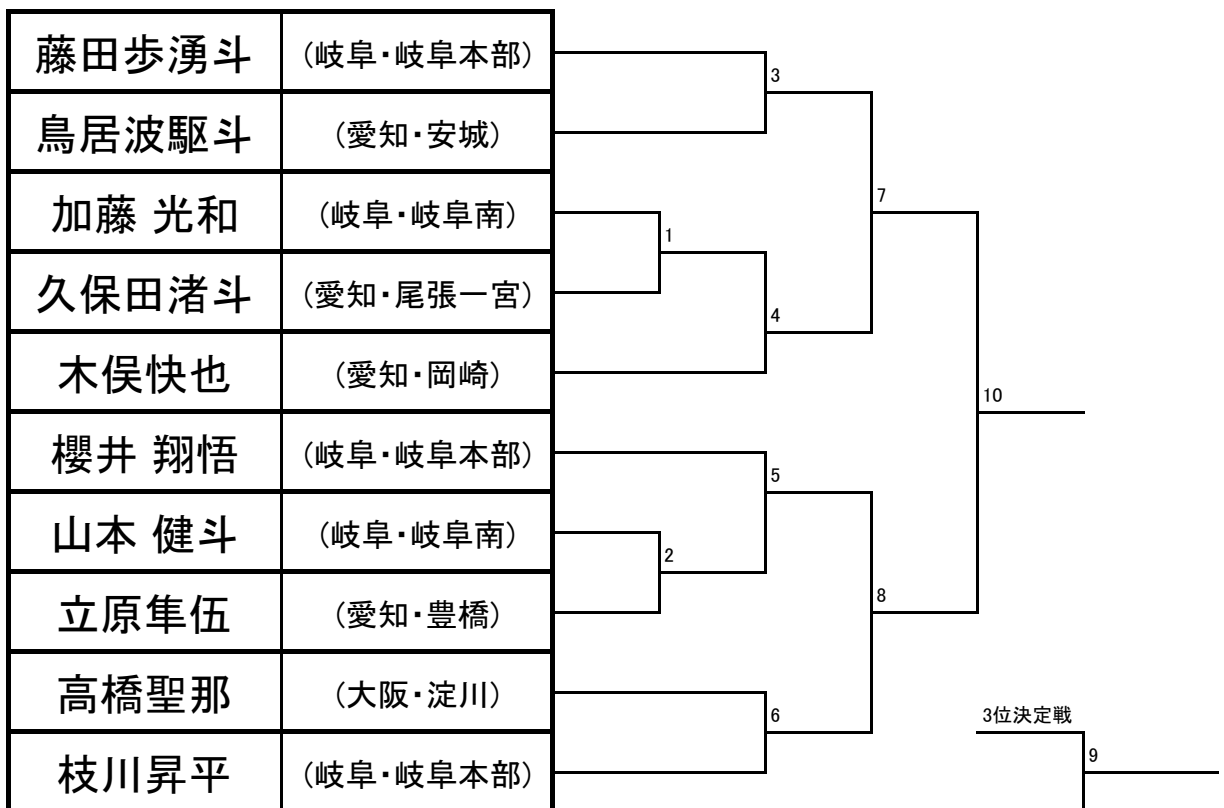 藤田歩湧斗 (岐阜・岐阜本部)
3
鳥居波駆斗 (愛知・安城)
加藤 光和 (岐阜・岐阜南)
7
1
久保田渚斗 (愛知・尾張一宮)
4
木俣快也 (愛知・岡崎)
10
櫻井 翔悟 (岐阜・岐阜本部)
5
山本 健斗 (岐阜・岐阜南)
2
立原隼伍 (愛知・豊橋)
8
高橋聖那 (大阪・淀川)
6
3位決定戦
9
枝川昇平 (岐阜・岐阜本部)